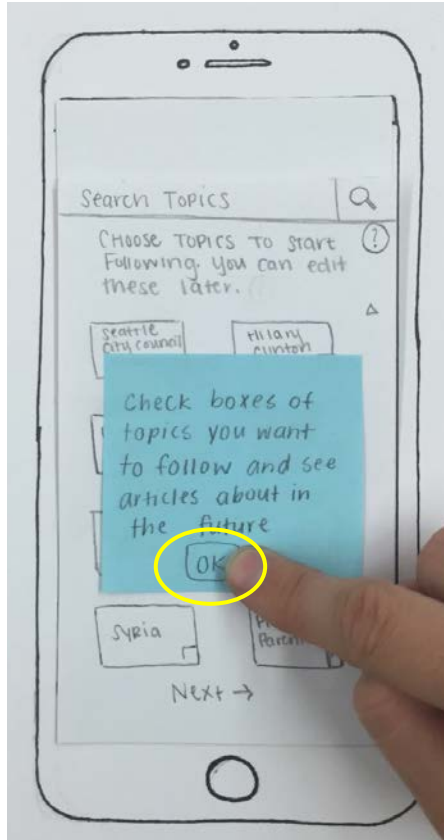 Search Topics
CHOOSE TOPICS TO START
Following. You can edit
these later.
?
Seattle
City council
Hilary
Clinton
Check boxes of
topics you want
to follow and see
articles about in
the future
OK
SYRIA
Paren
Next →